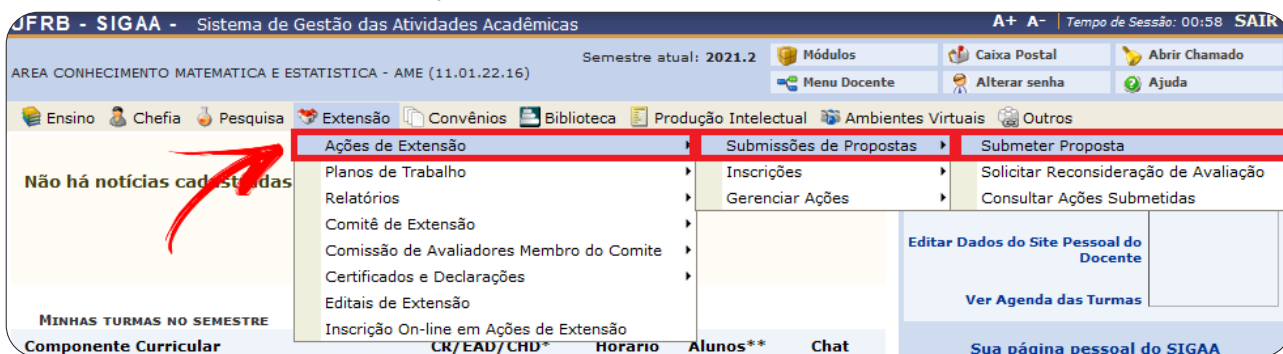 UFRB - SIGAA - Sistema de Gestão das Atividades Acadêmicas A+ A- | Tempo de Sessão: 00:58 SAIR
Semestre atual: 2021.2 Módulos Caixa Postal Abrir Chamado
AREA CONHECIMENTO MATEMATICA E ESTATISTICA - AME (11.01.22.16)
Menu Docente Alterar senha Ajuda
Ensino Chefia Pesquisa Extensão Convênios Biblioteca Produção Intelectual Ambientes Virtuais Outros
Ações de Extensão Submissões de Propostas Submeter Proposta
Planos de Trabalho Inscrições Solicitar Reconsideração de Avaliação
Não há notícias cadastradas
Relatórios Gerenciar Ações Consultar Ações Submetidas
Comitê de Extensão
Comissão de Avaliadores Membro do Comite
Editar Dados do Site Pessoal do
Docente
Certificados e Declarações
Editais de Extensão
Ver Agenda das Turmas
MINHAS TURMAS NO SEMESTRE
Inscrição On-line em Ações de Extensão
Componente Curricular CR/EAD/CHD* Horário Alunos** Chat
Sua página pessoal do SIGAA